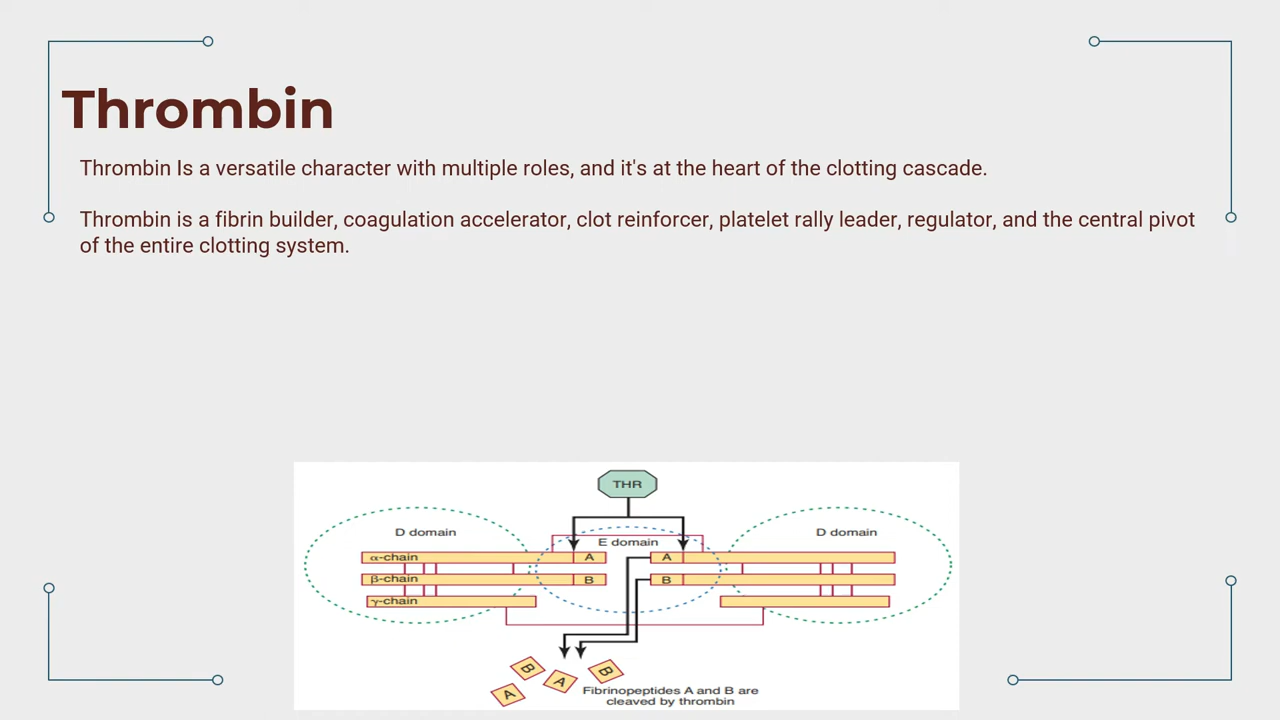 Thrombin
Thrombin Is a versatile character with multiple roles, and it's at the heart of the clotting cascade.
Thrombin is a fibrin builder, coagulation accelerator, clot reinforcer, platelet rally leader, regulator, and the central pivot
of the entire clotting system.
THR
D domain
E domain
D domain
α-chain
A
A
β-chain
B
B
γ-chain
B
A
A
B
Fibrinopeptides A and B are
cleaved by thrombin